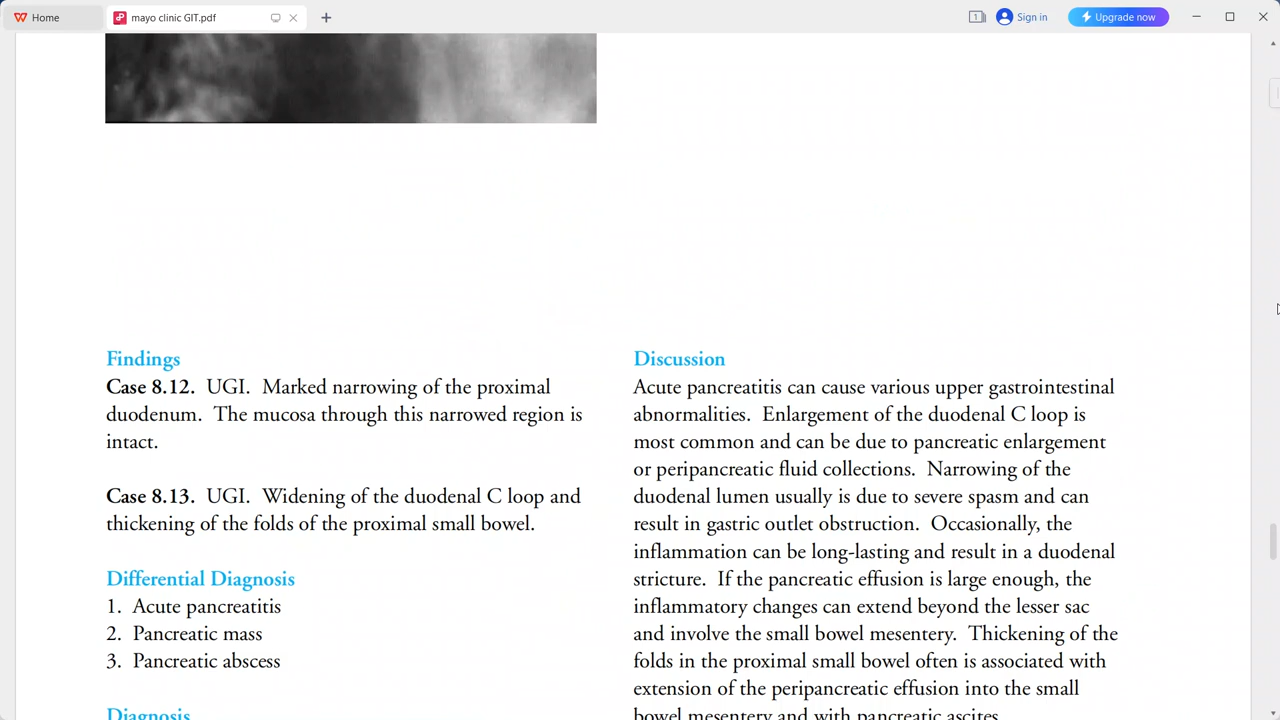 Home
mayo clinic GIT.pdf
1
Sign in
Upgrade now
Findings
Case 8.12. UGI. Marked narrowing of the proximal
duodenum. The mucosa through this narrowed region is
intact.
Case 8.13. UGI. Widening of the duodenal C loop and
thickening of the folds of the proximal small bowel.
Differential Diagnosis
1. Acute pancreatitis
2. Pancreatic mass
3. Pancreatic abscess
Diagnosis
Discussion
Acute pancreatitis can cause various upper gastrointestinal
abnormalities. Enlargement of the duodenal C loop is
most common and can be due to pancreatic enlargement
or peripancreatic fluid collections. Narrowing of the
duodenal lumen usually is due to severe spasm and can
result in gastric outlet obstruction. Occasionally, the
inflammation can be long-lasting and result in a duodenal
stricture. If the pancreatic effusion is large enough, the
inflammatory changes can extend beyond the lesser sac
and involve the small bowel mesentery. Thickening of the
folds in the proximal small bowel often is associated with
extension of the peripancreatic effusion into the small
bowel mesentery and with pancreatic ascites.